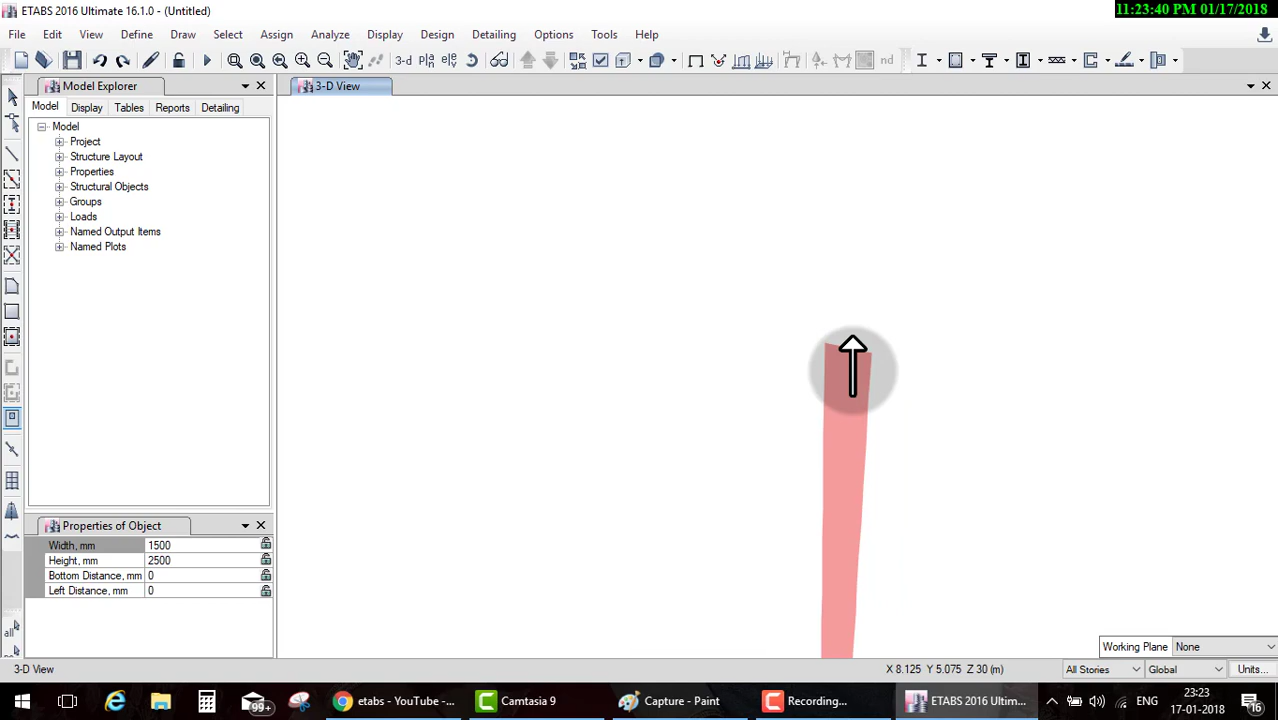 ETABS 2016 Ultimate 16.1.0 - (Untitled)
11:23:40 PM 01/17/2018
File Edit View Define Draw Select Assign Analyze Display Design Detailing Options Tools Help
3-d nd
Model Explorer
3-D View
Model Display Tables Reports Detailing
Model
Project
Structure Layout
Properties
Structural Objects
Groups
Loads
Named Output Items
Named Plots
all
Properties of Object
Width, mm 1500
Height, mm 2500
Bottom Distance, mm 0
Left Distance, mm 0
Working Plane None
3-D View X 8.125 Y 5.075 Z 30 (m) All Stories Global Units...
99+ etabs - YouTube -... Camtasia 9 Capture - Paint Recording... ETABS 2016 Ultim... ENG 23:23
17-01-2018 16